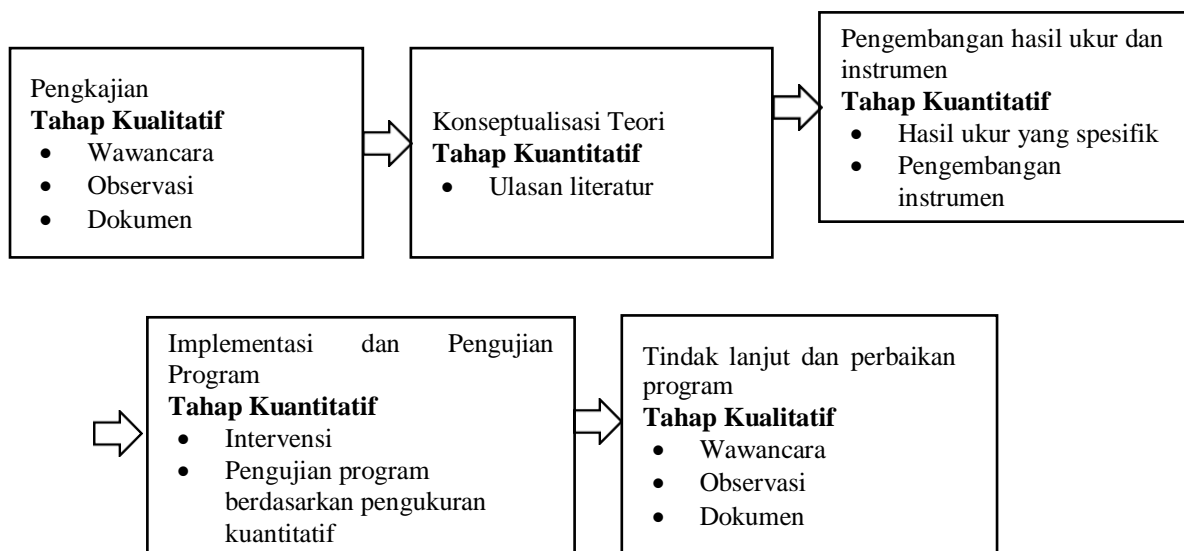 Pengkajian
Tahap Kualitatif
• Wawancara
• Observasi
• Dokumen
Konseptualisasi Teori
Tahap Kuantitatif
• Ulasan literatur
Pengembangan hasil ukur dan
instrumen
Tahap Kuantitatif
• Hasil ukur yang spesifik
• Pengembangan
instrumen
Implementasi dan Pengujian
Program
Tahap Kuantitatif
• Intervensi
• Pengujian program
berdasarkan pengukuran
kuantitatif
Tindak lanjut dan perbaikan
program
Tahap Kualitatif
• Wawancara
• Observasi
• Dokumen